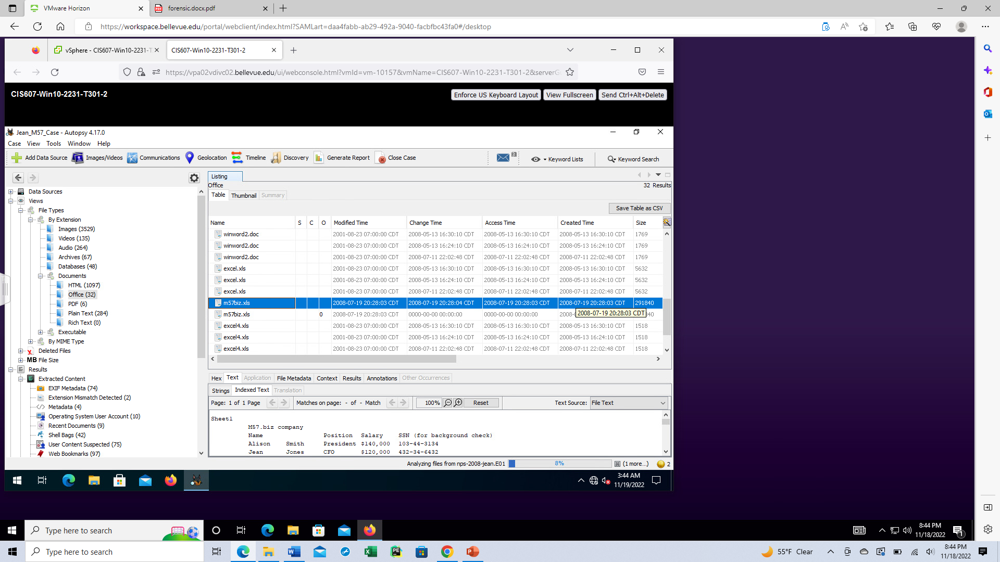 VMware Horizon
forensic.docx.pdf
https://workspace.bellevue.edu/portal/webclient/index.html?SAMLart=daa4fabb-ab29-492a-9040-facbfbc43fa0#/desktop
vSphere - CIS607-Win10-2231-T
CIS607-Win10-2231-T301-2
https://vpa02vdivc02.bellevue.edu/ui/webconsole.html?vmId=vm-10157&vmName=CIS607-Win10-2231-T301-2&serverG
CIS607-Win10-2231-T301-2
Enforce US Keyboard Layout View Fullscreen Send Ctrl+Alt+Delete
Jean_M57_Case - Autopsy 4.17.0
Case View Tools Window Help
Add Data Source Images/Videos Communications Geolocation Timeline Discovery Generate Report Close Case 3 Keyword Lists Keyword Search
Listing
Office 32 Results
Table Thumbnail Summary
Save Table as CSV
Name S C O Modified Time Change Time Access Time Created Time Size
winword2.doc 2001-08-23 07:00:00 CDT 2008-05-13 16:30:10 CDT 2008-05-13 16:30:10 CDT 2008-05-13 16:30:10 CDT 1769
winword2.doc 2001-08-23 07:00:00 CDT 2008-05-13 16:24:10 CDT 2008-05-13 16:24:10 CDT 2008-05-13 16:24:10 CDT 1769
winword2.doc 2001-08-23 07:00:00 CDT 2008-07-11 22:02:48 CDT 2008-07-11 22:02:48 CDT 2008-07-11 22:02:48 CDT 1769
excel.xls 2001-08-23 07:00:00 CDT 2008-05-13 16:30:10 CDT 2008-05-13 16:30:10 CDT 2008-05-13 16:30:10 CDT 5632
excel.xls 2001-08-23 07:00:00 CDT 2008-05-13 16:24:10 CDT 2008-05-13 16:24:10 CDT 2008-05-13 16:24:10 CDT 5632
excel.xls 2001-08-23 07:00:00 CDT 2008-07-11 22:02:48 CDT 2008-07-11 22:02:48 CDT 2008-07-11 22:02:48 CDT 5632
m57biz.xls 2008-07-19 20:28:03 CDT 2008-07-19 20:28:04 CDT 2008-07-19 20:28:03 CDT 2008-07-19 20:28:03 CDT 291840
m57biz.xls 0 2008-07-19 20:28:03 CDT 0000-00-00 00:00:00 0000-00-00 00:00:00 2008- 2008-07-19 20:28:03 CDT 40
excel4.xls 2001-08-23 07:00:00 CDT 2008-05-13 16:30:10 CDT 2008-05-13 16:30:10 CDT 2008-05-13 16:30:10 CDT 1518
excel4.xls 2001-08-23 07:00:00 CDT 2008-05-13 16:24:10 CDT 2008-05-13 16:24:10 CDT 2008-05-13 16:24:10 CDT 1518
excel4.xls 2001-08-23 07:00:00 CDT 2008-07-11 22:02:48 CDT 2008-07-11 22:02:48 CDT 2008-07-11 22:02:48 CDT 1518
Data Sources
Views
File Types
By Extension
Images (3529)
Videos (135)
Audio (264)
Archives (67)
Databases (48)
Documents
HTML (1097)
Office (32)
PDF (6)
Plain Text (284)
Rich Text (0)
Executable
By MIME Type
Deleted Files
MB File Size
Results
Extracted Content
EXIF Metadata (74)
Extension Mismatch Detected (2)
Metadata (4)
Operating System User Account (10)
Recent Documents (9)
Shell Bags (42)
User Content Suspected (75)
Web Bookmarks (97)
Hex Text Application File Metadata Context Results Annotations Other Occurrences
Strings Indexed Text Translation
Page: 1 of 1 Page Matches on page: - of - Match 100% Reset Text Source: File Text
Sheet1
M57.biz company
Name Position Salary SSN (for background check)
Alison Smith President $140,000 103-44-3134
Jean Jones CFO $120,000 432-34-6432
Analyzing files from nps-2008-jean.E01 8% (1 more...) 2
3:44 AM
11/19/2022
Type here to search
8:44 PM
11/18/2022
1
Type here to search
55°F Clear
8:44 PM
11/18/2022